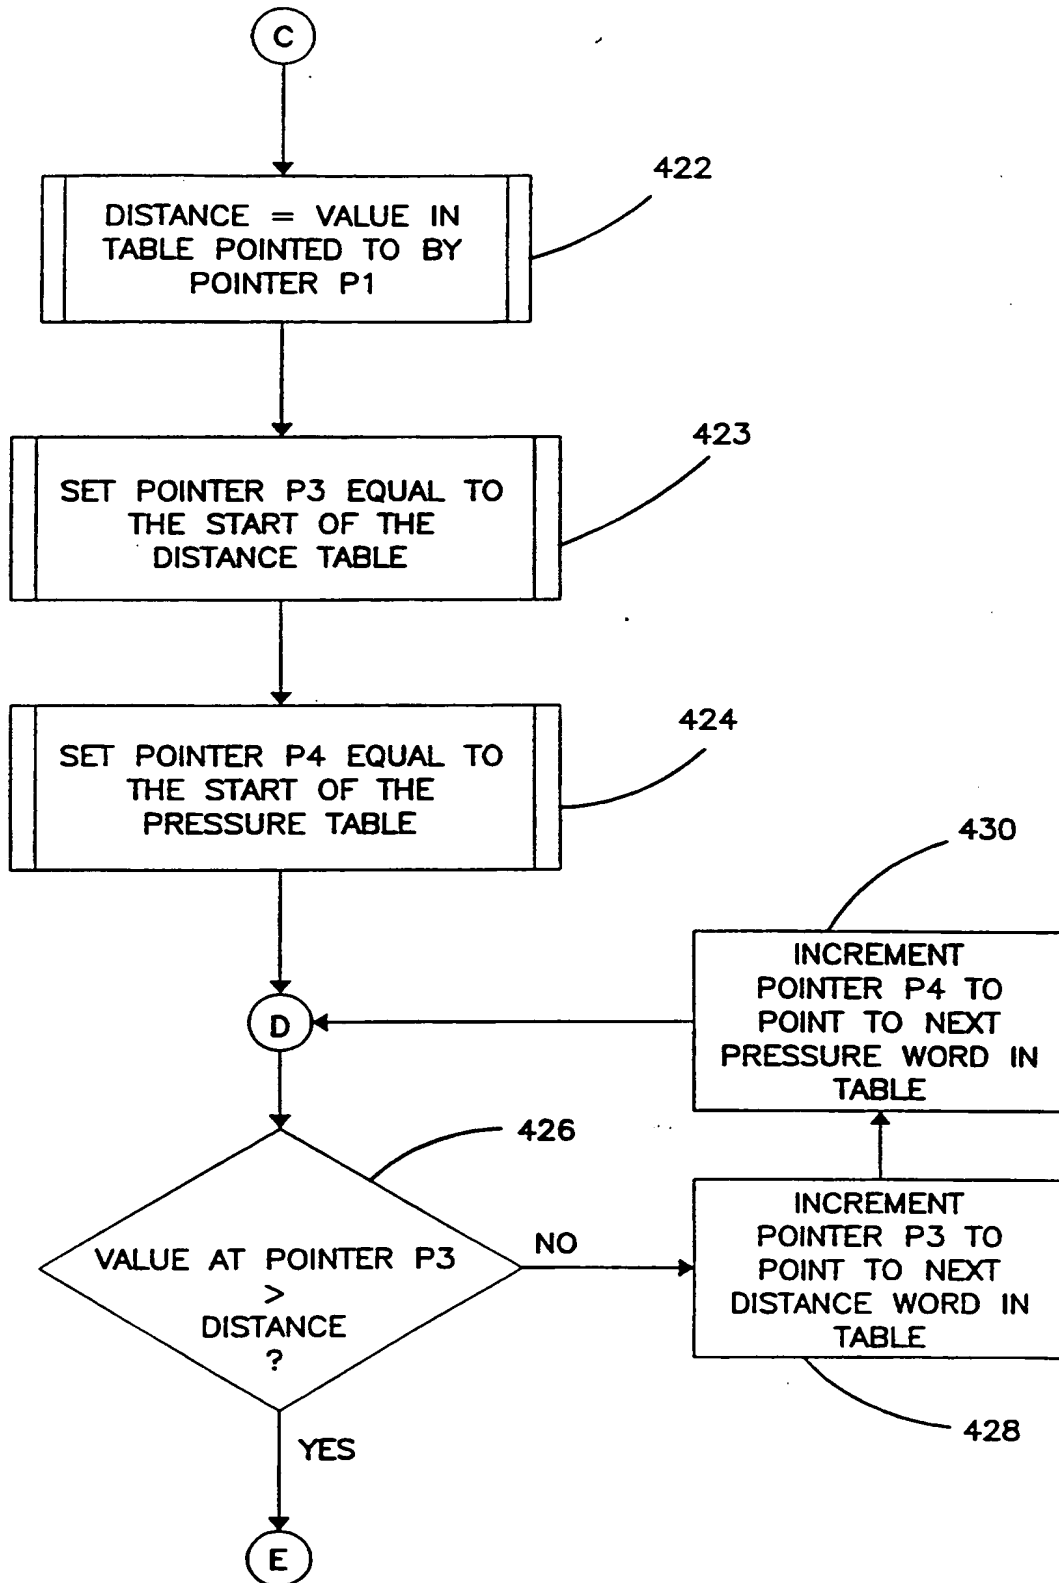 C
422
DISTANCE = VALUE IN
TABLE POINTED TO BY
POINTER P1
423
SET POINTER P3 EQUAL TO
THE START OF THE
DISTANCE TABLE
424
SET POINTER P4 EQUAL TO
THE START OF THE
PRESSURE TABLE
430
INCREMENT
POINTER P4 TO
POINT TO NEXT
PRESSURE WORD IN
TABLE
D
426
VALUE AT POINTER P3
>
DISTANCE
?
NO
INCREMENT
POINTER P3 TO
POINT TO NEXT
DISTANCE WORD IN
TABLE
428
YES
E